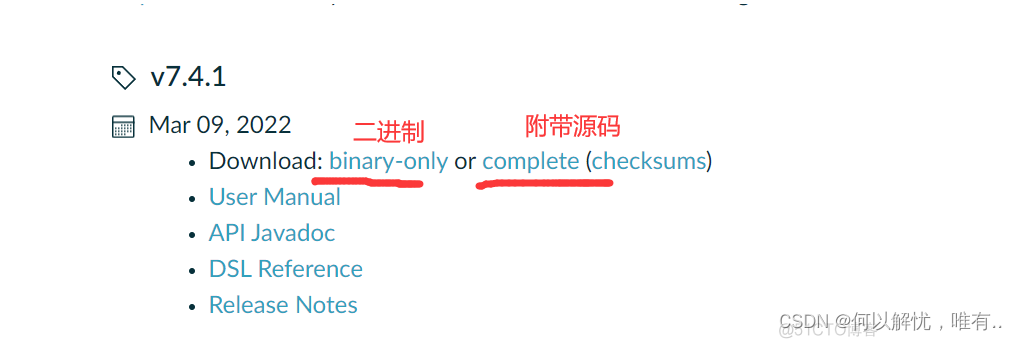 v7.4.1
Mar 09, 2022
二进制
附带源码
Download: binary-only or complete (checksums)
User Manual
API Javadoc
DSL Reference
Release Notes
CSDN @何以解忧，唯有..
@51CTO博客